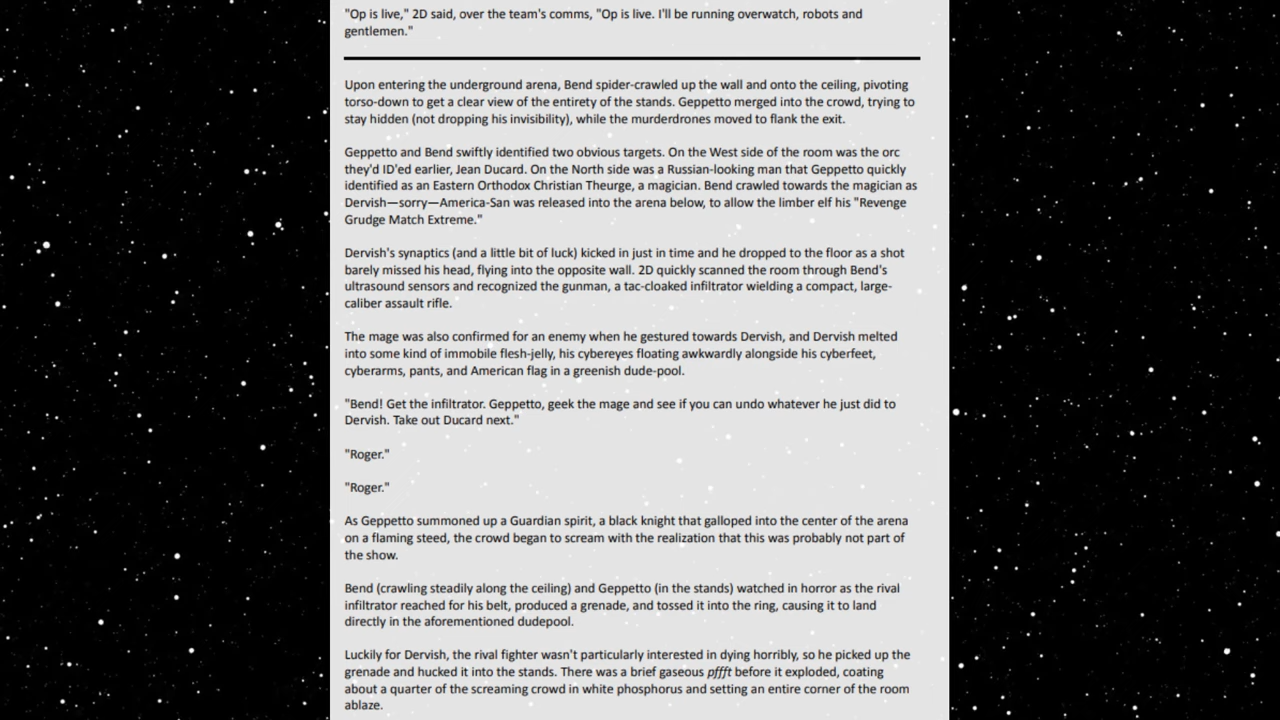 "Op is live," 2D said, over the team's comms, "Op is live. I'll be running overwatch, robots and
gentlemen."
Upon entering the underground arena, Bend spider-crawled up the wall and onto the ceiling, pivoting
torso-down to get a clear view of the entirety of the stands. Geppetto merged into the crowd, trying to
stay hidden (not dropping his invisibility), while the murderdrones moved to flank the exit.
Geppetto and Bend swiftly identified two obvious targets. On the West side of the room was the orc
they'd ID'ed earlier, Jean Ducard. On the North side was a Russian-looking man that Geppetto quickly
identified as an Eastern Orthodox Christian Theurge, a magician. Bend crawled towards the magician as
Dervish—sorry—America-San was released into the arena below, to allow the limber elf his "Revenge
Grudge Match Extreme."
Dervish's synaptics (and a little bit of luck) kicked in just in time and he dropped to the floor as a shot
barely missed his head, flying into the opposite wall. 2D quickly scanned the room through Bend's
ultrasound sensors and recognized the gunman, a tac-cloaked infiltrator wielding a compact, large-
caliber assault rifle.
The mage was also confirmed for an enemy when he gestured towards Dervish, and Dervish melted
into some kind of immobile flesh-jelly, his cybereyes floating awkwardly alongside his cyberfeet,
cyberarms, pants, and American flag in a greenish dude-pool.
"Bend! Get the infiltrator. Geppetto, geek the mage and see if you can undo whatever he just did to
Dervish. Take out Ducard next."
"Roger."
"Roger."
As Geppetto summoned up a Guardian spirit, a black knight that galloped into the center of the arena
on a flaming steed, the crowd began to scream with the realization that this was probably not part of
the show.
Bend (crawling steadily along the ceiling) and Geppetto (in the stands) watched in horror as the rival
infiltrator reached for his belt, produced a grenade, and tossed it into the ring, causing it to land
directly in the aforementioned dudepool.
Luckily for Dervish, the rival fighter wasn't particularly interested in dying horribly, so he picked up the
grenade and hucked it into the stands. There was a brief gaseous pffft before it exploded, coating
about a quarter of the screaming crowd in white phosphorus and setting an entire corner of the room
ablaze.